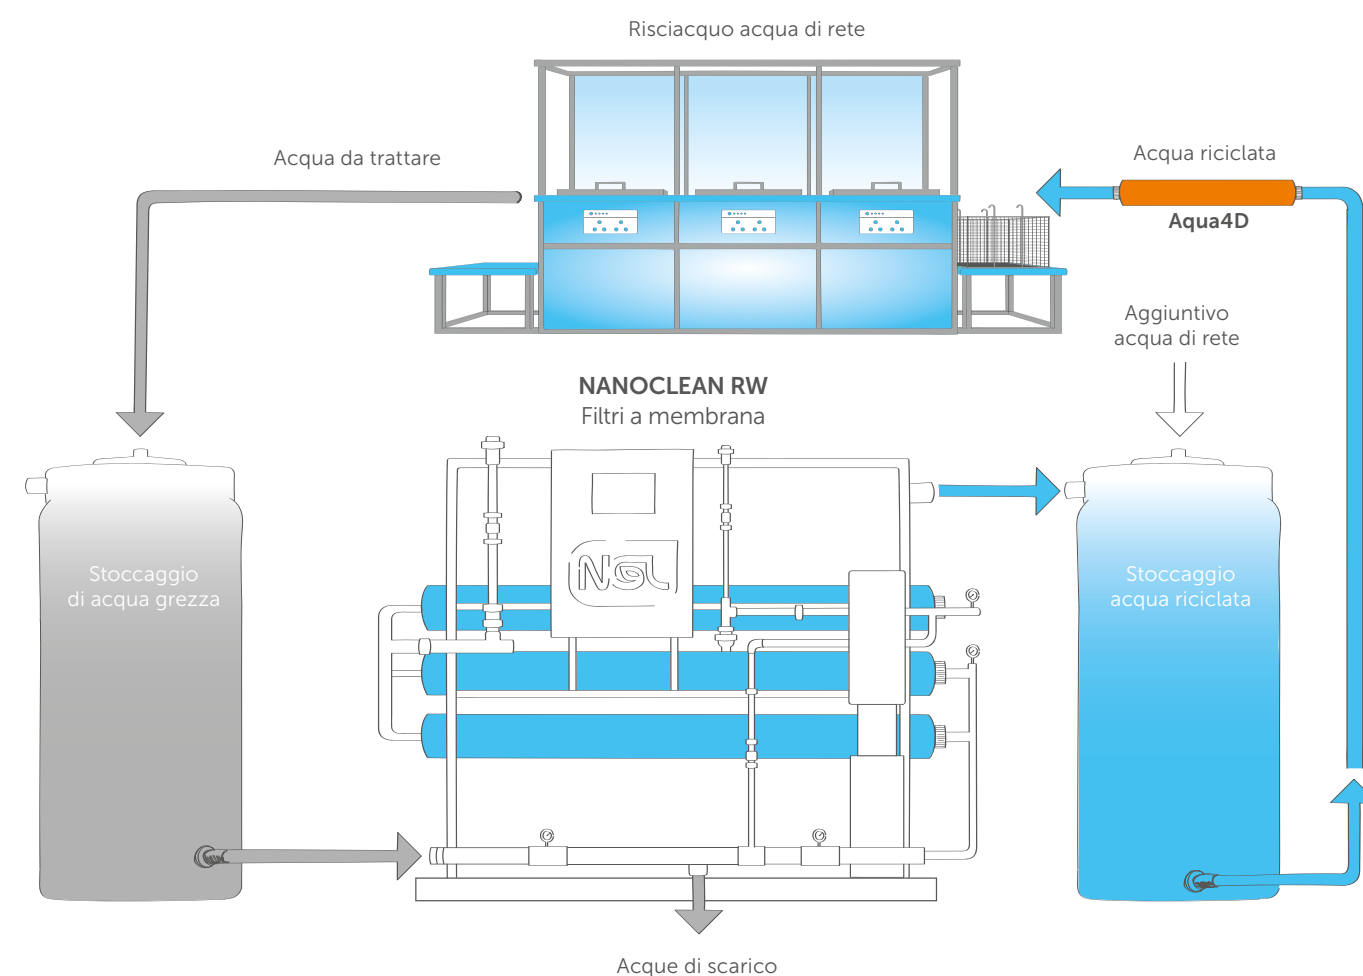 Risciacquo acqua di rete
Acqua da trattare
Acqua riciclata
Aqua4D
Aggiuntivo
acqua di rete
NANOCLEAN RW
Filtri a membrana
NGL
Stoccaggio
di acqua grezza
Stoccaggio
acqua riciclata
Acque di scarico